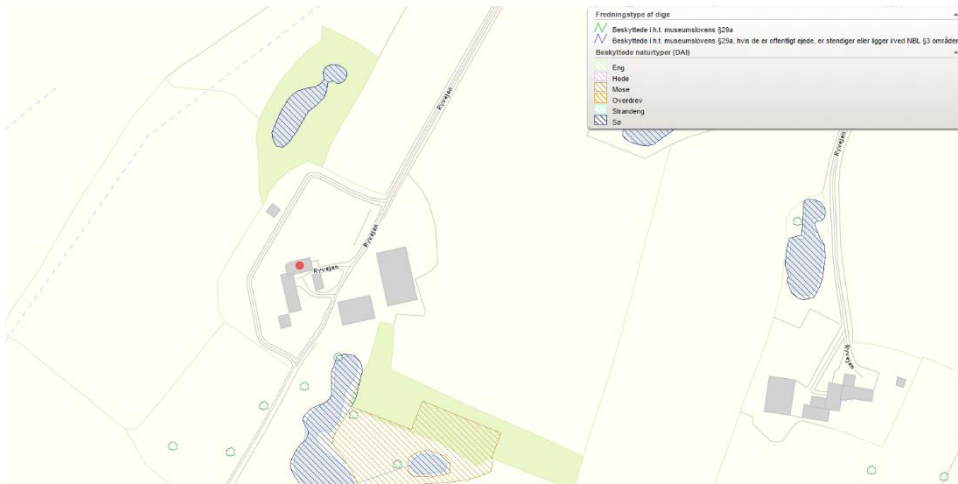 Fredningstype af dige
Beskyttede i h.t. museumslovens §29a
Beskyttede i h.t. museumslovens §29a, hvis de er offentligt ejede, er stendiger eller ligger i/ved NBL §3 områder
Beskyttede naturtyper (DAI)
Eng
Hede
Mose
Overdrev
Strandeng
Sø
Ryvejen
Ryvejen
Ryvejen
Ryvejen
Ryvejen